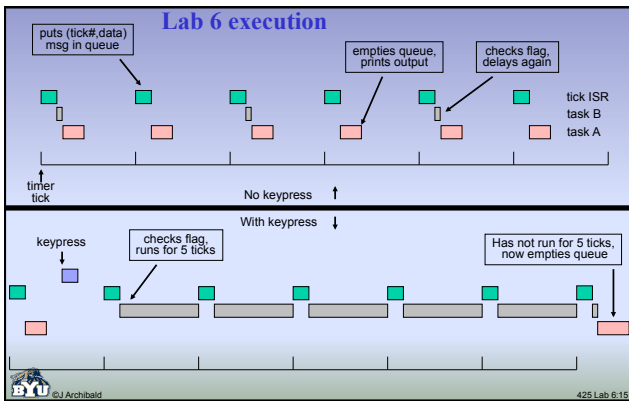 Lab 6 execution
puts (tick#,data)
msg in queue
empties queue,
prints output
checks flag,
delays again
tick ISR
task B
task A
timer
tick
No keypress
With keypress
keypress
checks flag,
runs for 5 ticks
Has not run for 5 ticks,
now empties queue
BYU
©J Archibald
425 Lab 6:15